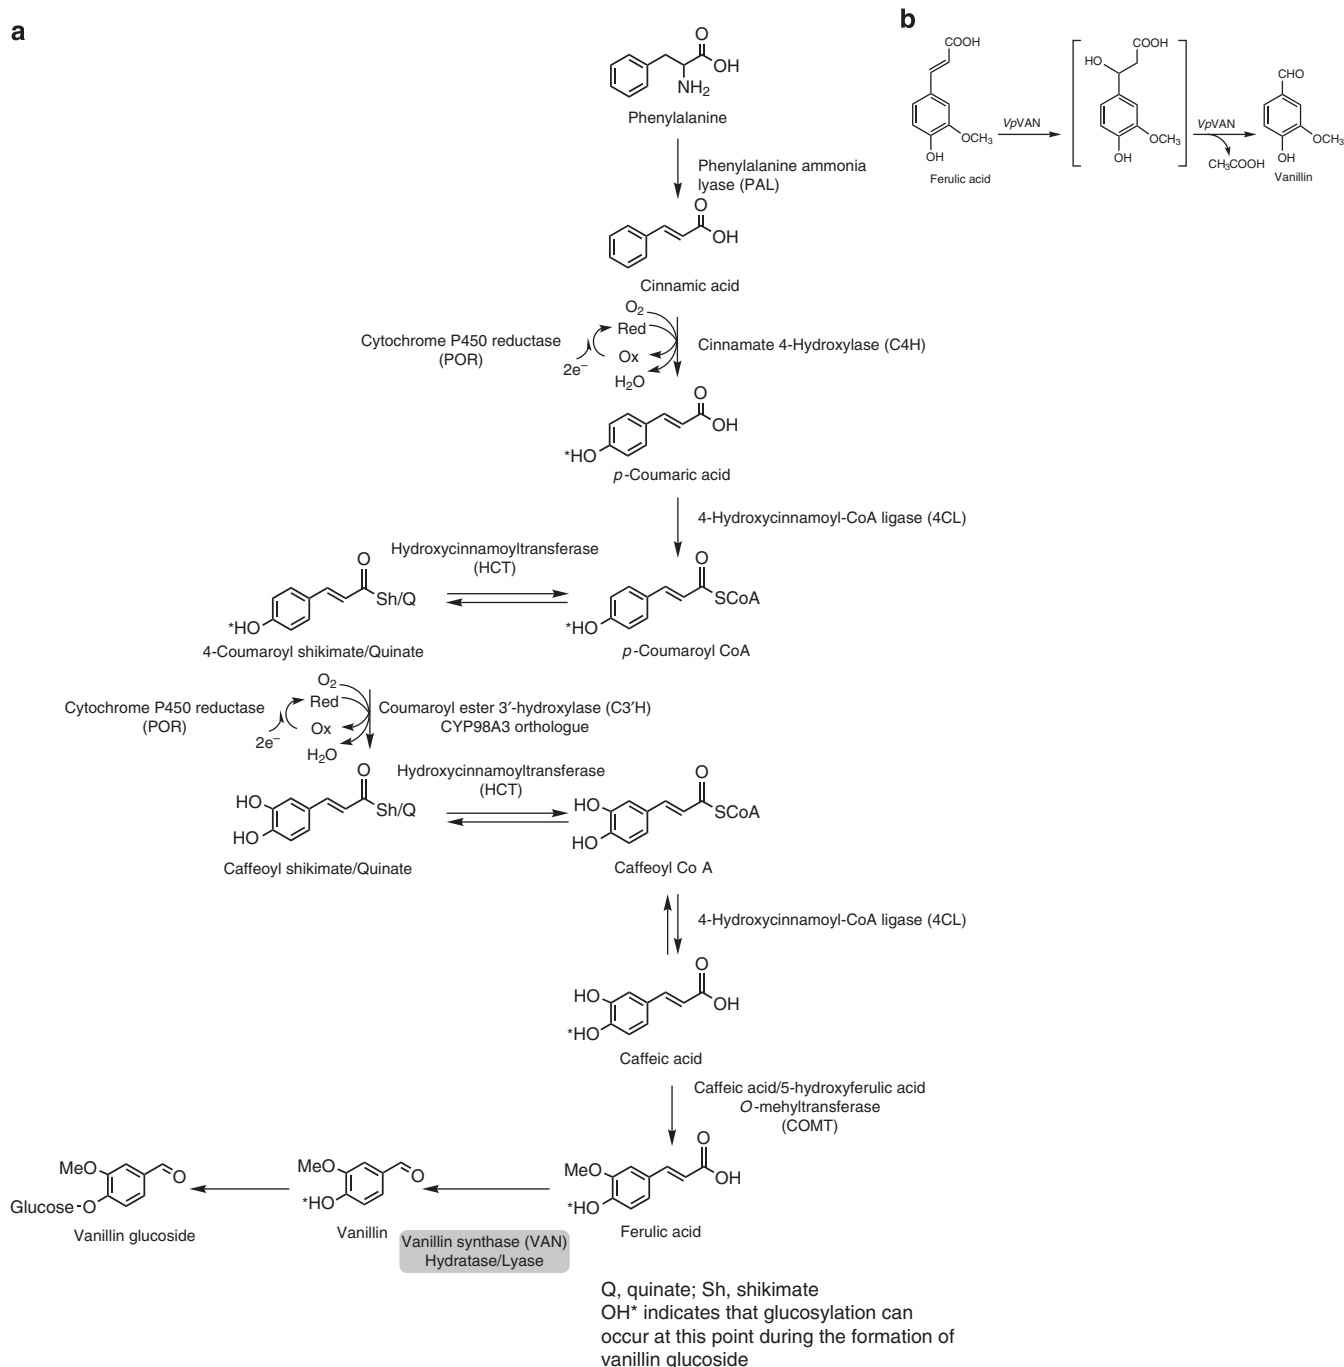 a
O
OH
NH2
Phenylalanine
Phenylalanine ammonia
lyase (PAL)
O
OH
Cinnamic acid
O2
Red
Cytochrome P450 reductase
(POR)
Ox
2e–
H2O
Cinnamate 4-Hydroxylase (C4H)
O
OH
*HO
p-Coumaric acid
4-Hydroxycinnamoyl-CoA ligase (4CL)
Hydroxycinnamoyltransferase
(HCT)
O
Sh/Q
*HO
4-Coumaroyl shikimate/Quinate
O
SCoA
*HO
p-Coumaroyl CoA
O2
Red
Cytochrome P450 reductase
(POR)
Ox
2e–
H2O
Coumaroyl ester 3′-hydroxylase (C3′H)
CYP98A3 orthologue
Hydroxycinnamoyltransferase
(HCT)
O
HO
Sh/Q
HO
Caffeoyl shikimate/Quinate
O
HO
SCoA
HO
Caffeoyl Co A
4-Hydroxycinnamoyl-CoA ligase (4CL)
O
HO
OH
*HO
Caffeic acid
Caffeic acid/5-hydroxyferulic acid
O-mehyltransferase
(COMT)
O
MeO
OH
*HO
Ferulic acid
MeO
O
*HO
Vanillin
Vanillin synthase (VAN)
Hydratase/Lyase
MeO
O
Glucose-O
Vanillin glucoside
Q, quinate; Sh, shikimate
OH* indicates that glucosylation can
occur at this point during the formation of
vanillin glucoside
b
COOH
OCH3
OH
Ferulic acid
VpVAN
HO
COOH
OCH3
OH
VpVAN
CH3COOH
CHO
OCH3
OH
Vanillin